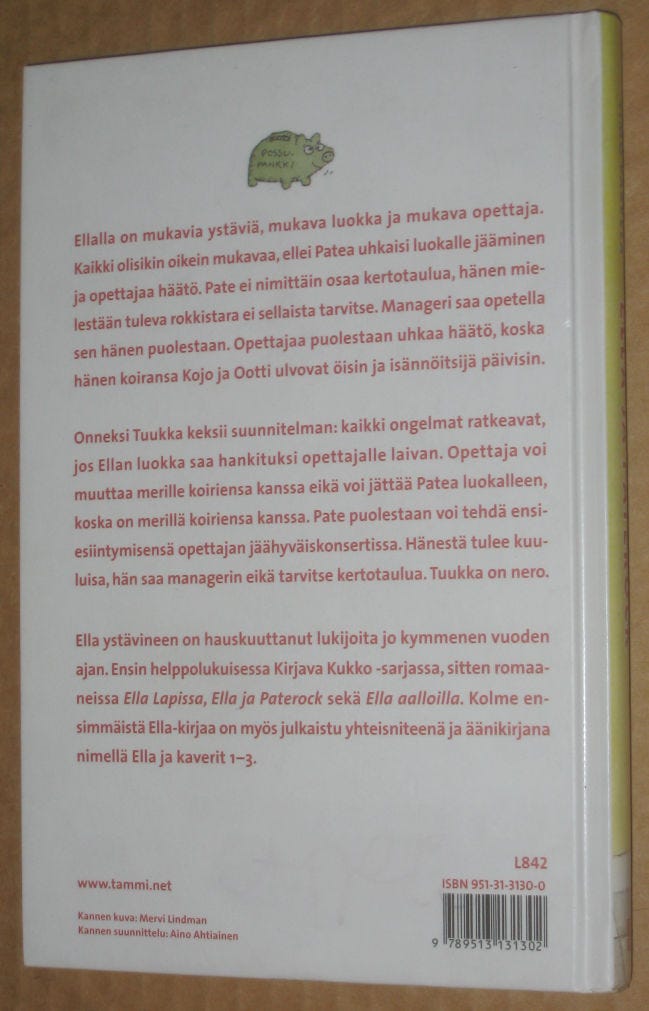 POSSU-
PANKKI
Ellalla on mukavia ystäviä, mukava luokka ja mukava opettaja.
Kaikki olisikin oikein mukavaa, ellei Patea uhkaisi luokalle jääminen
ja opettajaa häätö. Pate ei nimittäin osaa kertotaulua, hänen mie-
lestään tuleva rokkistara ei sellaista tarvitse. Manageri saa opetella
sen hänen puolestaan. Opettajaa puolestaan uhkaa häätö, koska
hänen koiransa Kojo ja Ootti ulvovat öisin ja isännöitsijä päivisin.
Onneksi Tuukka keksii suunnitelman: kaikki ongelmat ratkeavat,
jos Ellan luokka saa hankituksi opettajalle laivan. Opettaja voi
muuttaa merille koiriensa kanssa eikä voi jättää Patea luokalleen,
koska on merillä koiriensa kanssa. Pate puolestaan voi tehdä ensi-
esiintymisensä opettajan jäähyväiskonsertissa. Hänestä tulee kuu-
luisa, hän saa managerin eikä tarvitse kertotaulua. Tuukka on nero.
Ella ystävineen on hauskuuttanut lukijoita jo kymmenen vuoden
ajan. Ensin helppolukuisessa Kirjava Kukko -sarjassa, sitten romaa-
neissa Ella Lapissa, Ella ja Paterock sekä Ella aalloilla. Kolme en-
simmäistä Ella-kirjaa on myös julkaistu yhteisniteenä ja äänikirjana
nimellä Ella ja kaverit 1–3.
L842
www.tammi.net
ISBN 951-31-3130-0
Kannen kuva: Mervi Lindman
Kannen suunnittelu: Aino Ahtiainen
9 789513 131302